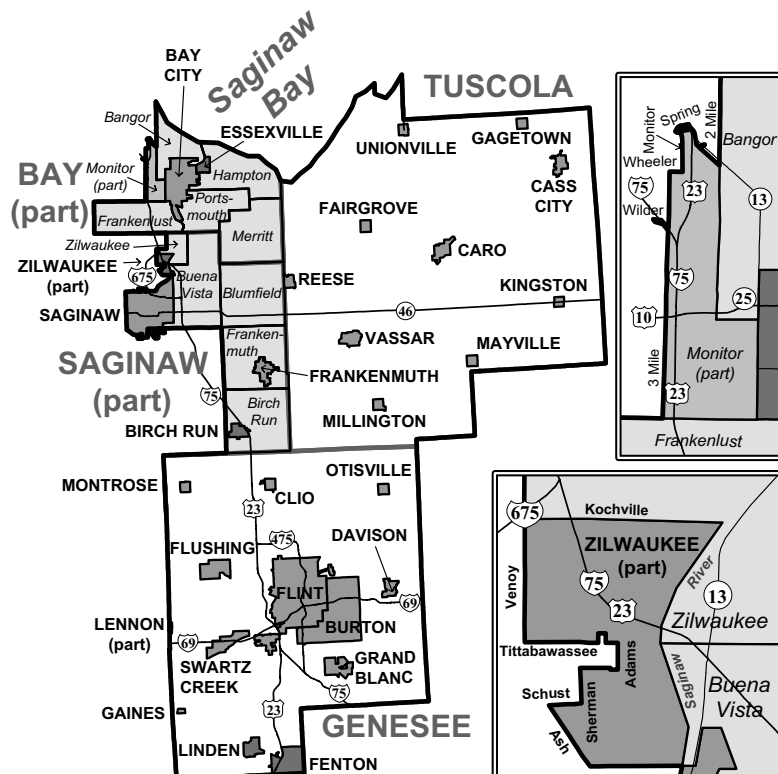 BAY
CITY
Saginaw
Bay
TUSCOLA
Bangor
ESSEXVILLE
UNIONVILLE
GAGETOWN
BAY
(part)
Monitor
(part)
Hampton
CASS
CITY
Ports-
mouth
FAIRGROVE
Frankenlust
Merritt
Zilwaukee
CARO
ZILWAUKEE
(part)
675
Buena
Vista
Blumfield
REESE
KINGSTON
SAGINAW
46
SAGINAW
(part)
Franken-
muth
VASSAR
MAYVILLE
FRANKENMUTH
75
Birch
Run
MILLINGTON
BIRCH RUN
MONTROSE
CLIO
OTISVILLE
23
475
DAVISON
FLUSHING
FLINT
69
LENNON
(part)
69
BURTON
SWARTZ
CREEK
GRAND
BLANC
75
GAINES
23
GENESEE
LINDEN
FENTON
Spring
2 Mile
Monitor
Bangor
Wheeler
75
23
13
Wilder
75
25
10
3 Mile
Monitor
(part)
23
Frankenlust
675
Kochville
ZILWAUKEE
(part)
75
River
13
Venoy
23
Zilwaukee
Tittabawassee
Adams
Saginaw
Buena
Vista
Schust
Sherman
Ash